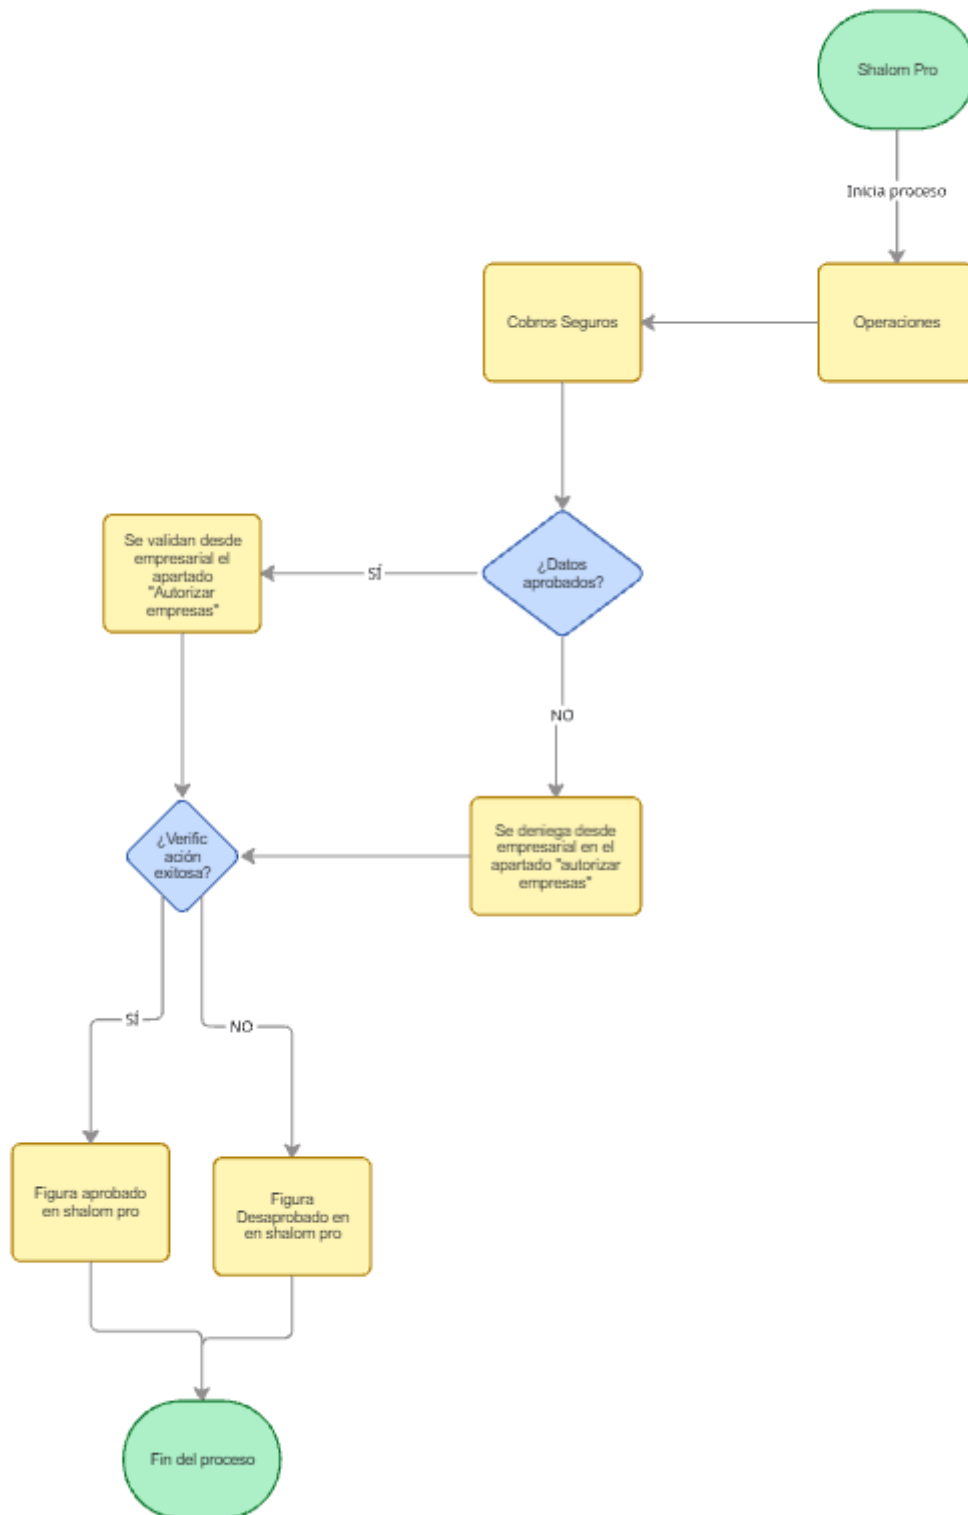 Shalom Pro
Inicia proceso
Cobros Seguros
Operaciones
Se validan desde
empresarial el
apartado
"Autorizar
empresas"
SÍ
¿Datos
aprobados?
NO
¿Verific
ación
exitosa?
Se deniega desde
empresarial en el
apartado "autorizar
empresas"
SÍ
NO
Figura aprobado
en shalom pro
Figura
Desaprobado en
en shalom pro
Fin del proceso